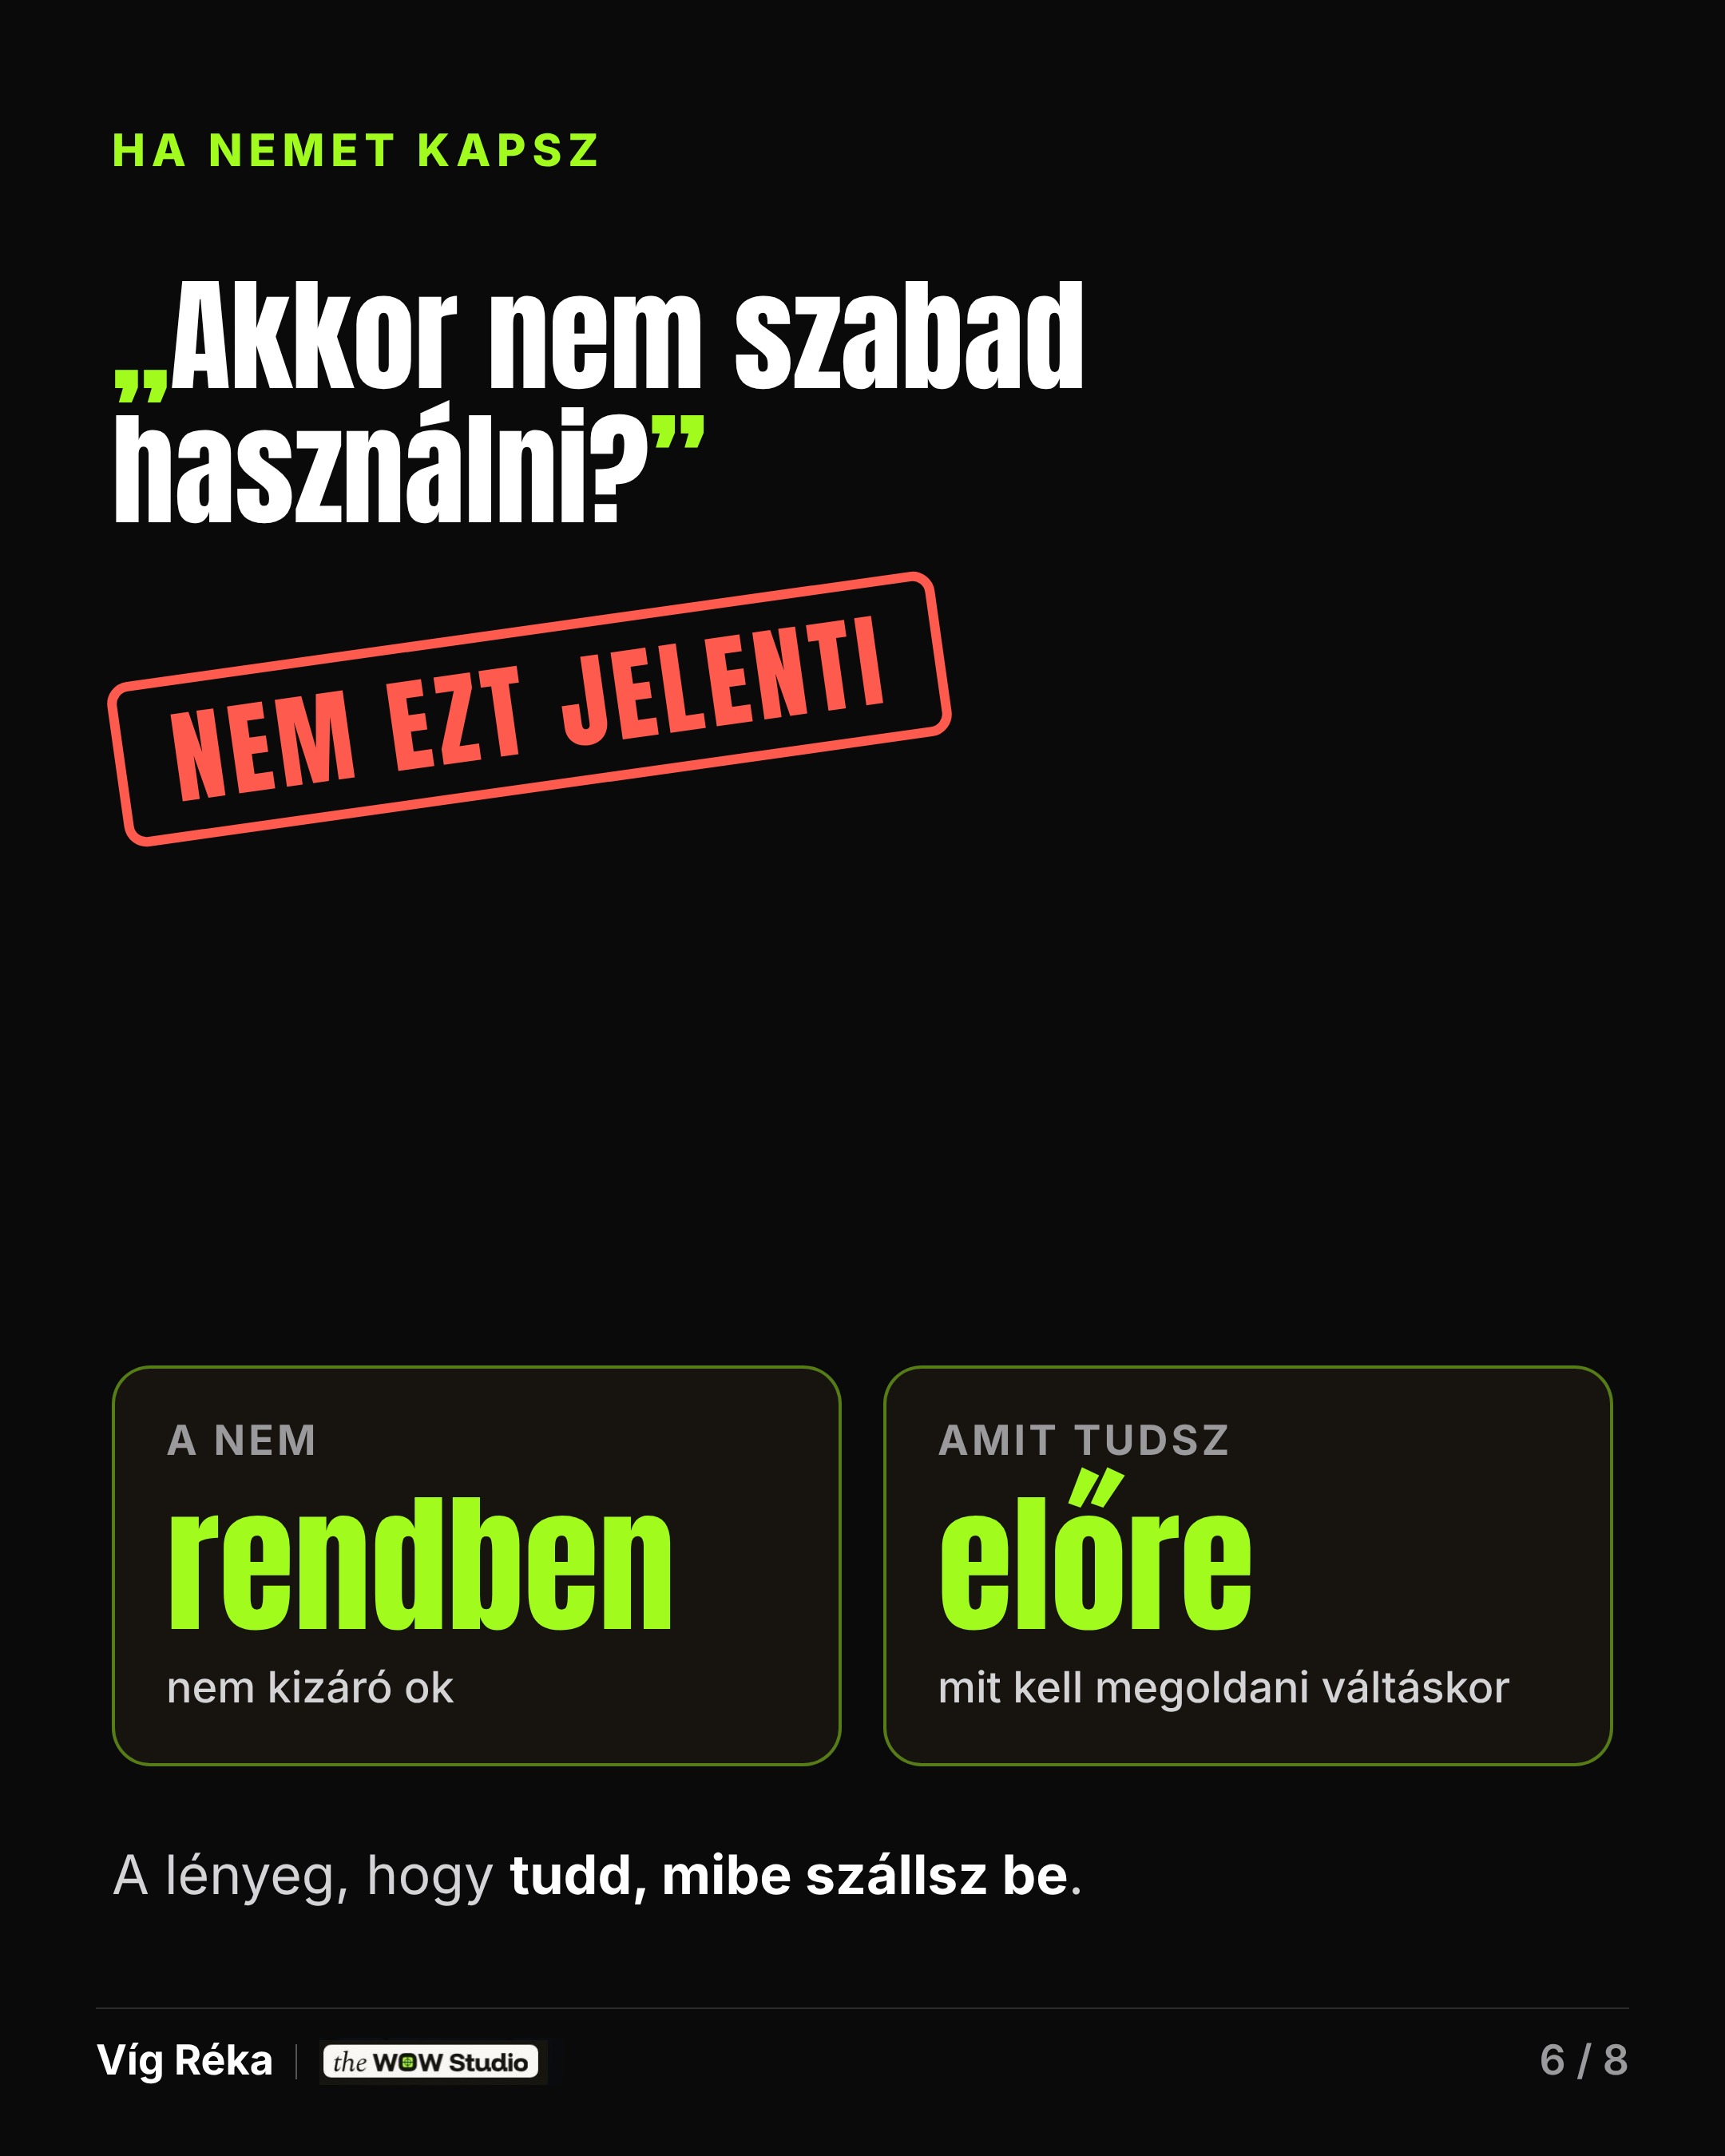 HA NEMET KAPSZ
„Akkor nem szabad
használni?”
NEM EZT JELENTI
A NEM
rendben
nem kizáró ok
AMIT TUDSZ
előre
mit kell megoldani váltáskor
A lényeg, hogy tudd, mibe szállsz be.
Víg Réka
the WOW Studio
6 / 8